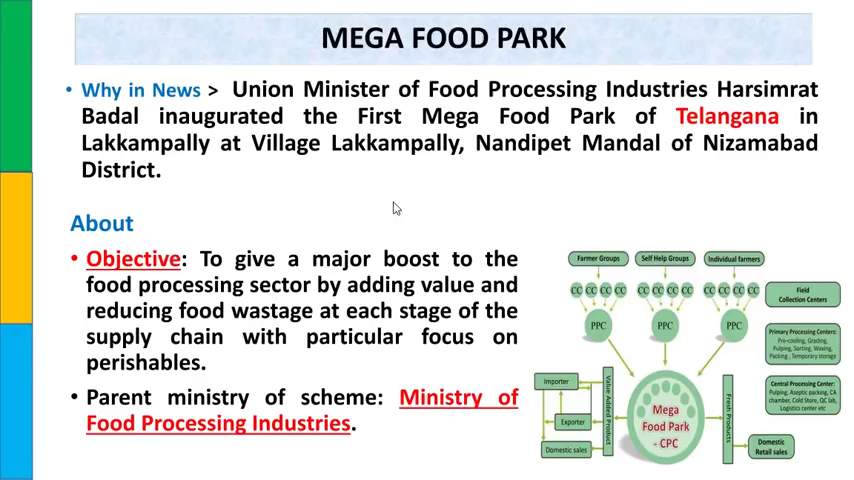 MEGA FOOD PARK
• Why in News > Union Minister of Food Processing Industries Harsimrat
Badal inaugurated the First Mega Food Park of Telangana in
Lakkampally at Village Lakkampally, Nandipet Mandal of Nizamabad
District.
About
• Objective: To give a major boost to the
food processing sector by adding value and
reducing food wastage at each stage of the
supply chain with particular focus on
perishables.
• Parent ministry of scheme: Ministry of
Food Processing Industries.
Farmer Groups
Self Help Groups
Individual farmers
CC CC CC CC
CC CC CC CC
CC CC CC CC
Field
Collection Centers
PPC
PPC
PPC
Primary Processing Centers:
Pre-cooling, Grading,
Pulping, Sorting, Waxing,
Packing, Temporary storage
Central Processing Center:
Pulping, Aseptic packing, CA
chamber, Cold Store, QC lab,
Logistics center etc
Importer
Exporter
Domestic sales
Value Added Product
Mega
Food Park
- CPC
Fresh Products
Domestic
Retail sales